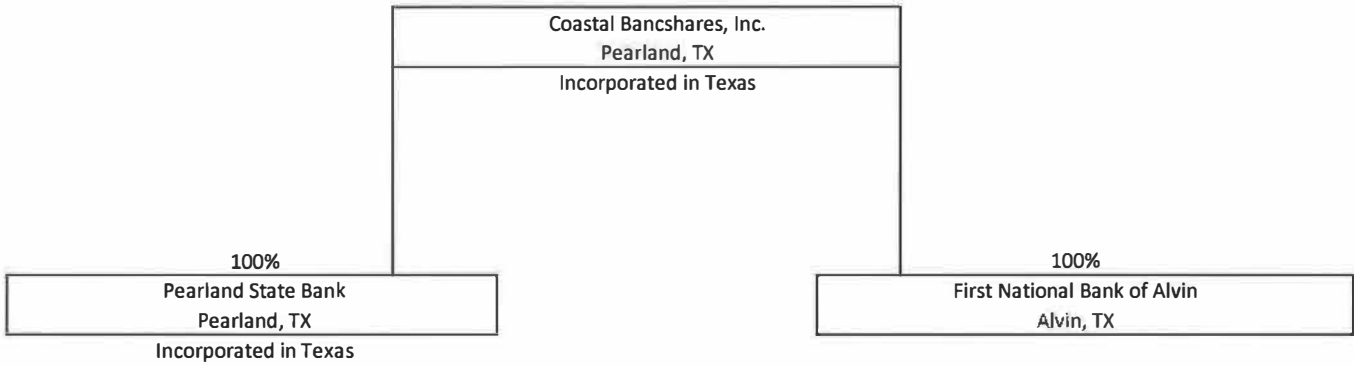 Coastal Bancshares, Inc.
Pearland, TX
Incorporated in Texas
100%
Pearland State Bank
Pearland, TX
Incorporated in Texas
100%
First National Bank of Alvin
Alvin, TX